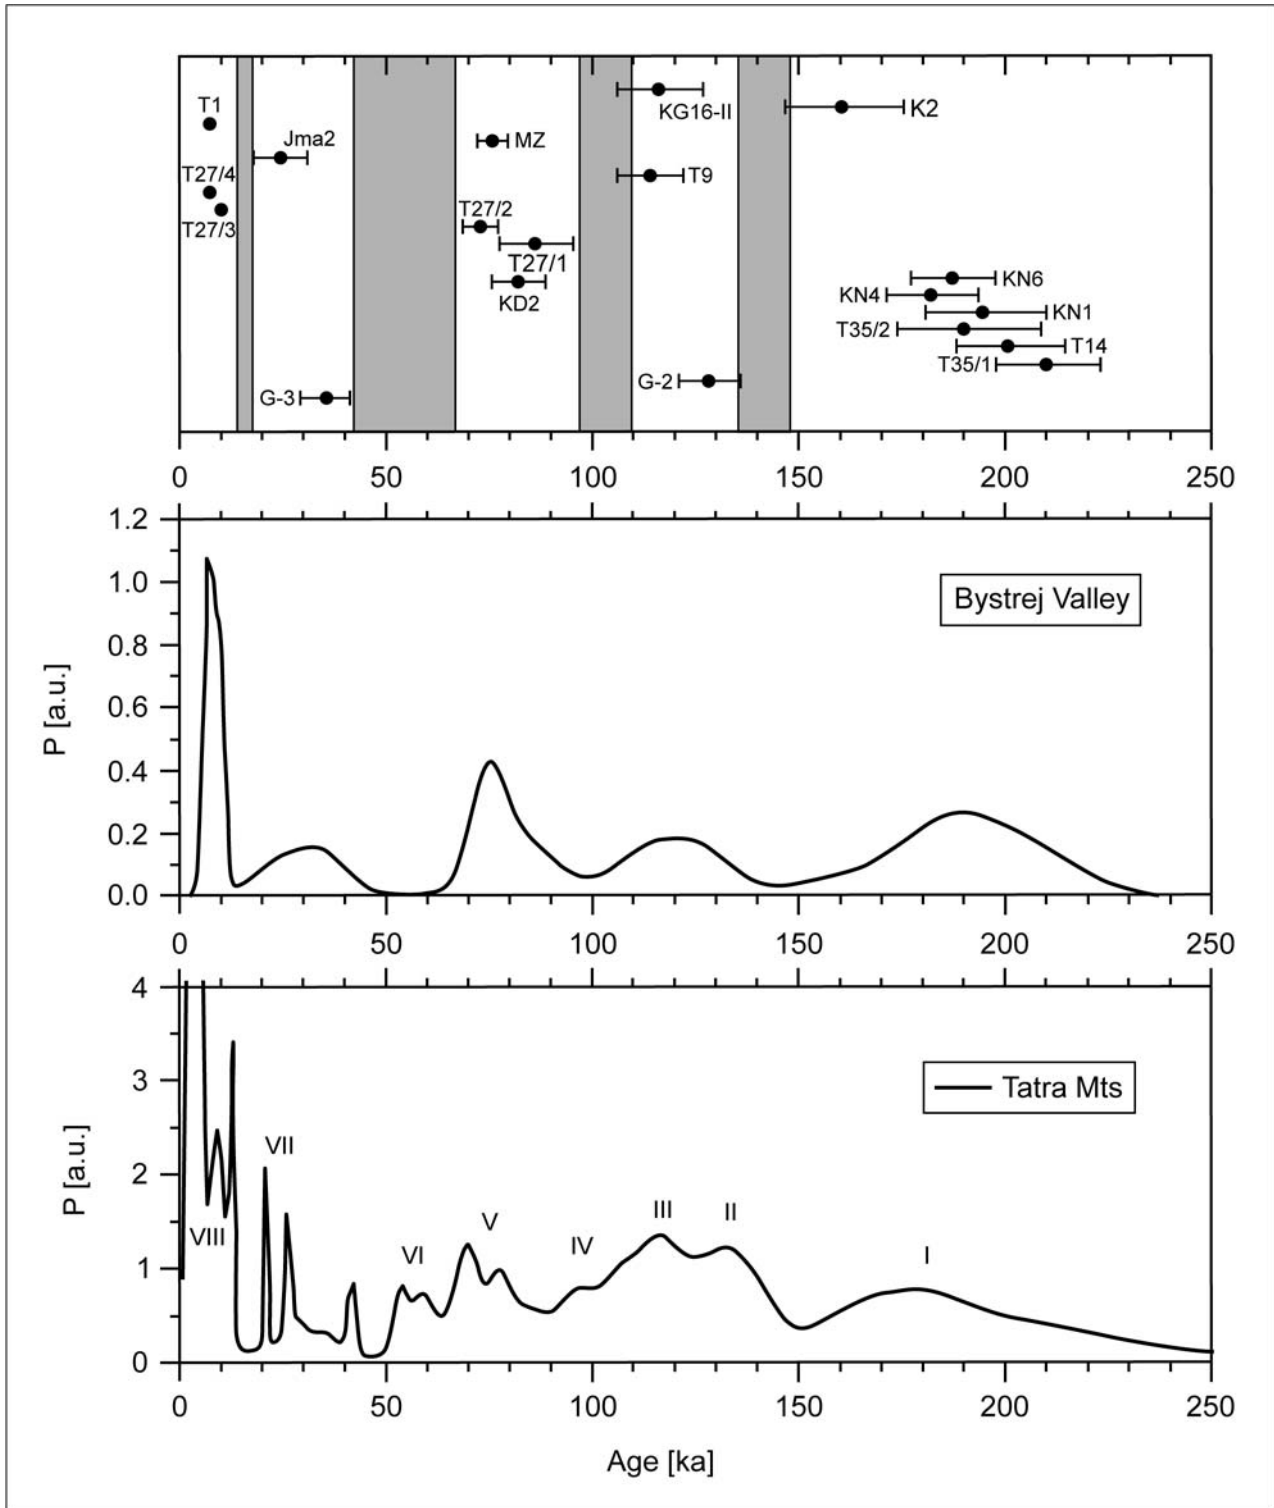 T1
KG16-II
K2
Jma2
MZ
T27/4
T9
T27/3
T27/2
T27/1
KD2
KN6
KN4
KN1
T35/2
T14
T35/1
G-2
G-3
0 50 100 150 200 250
1.2
1.0
0.8
0.6
0.4
0.2
0.0
P [a.u.]
Bystrej Valley
0 50 100 150 200 250
4
3
2
1
0
P [a.u.]
Tatra Mts
VIII
VII
VI
V
IV
III
II
I
0 50 100 150 200 250
Age [ka]